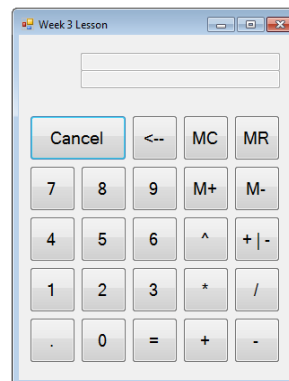 Week 3 Lesson
Cancel <-- MC MR
7 8 9 M+ M-
4 5 6 ^ + | -
1 2 3 * /
. 0 = + -